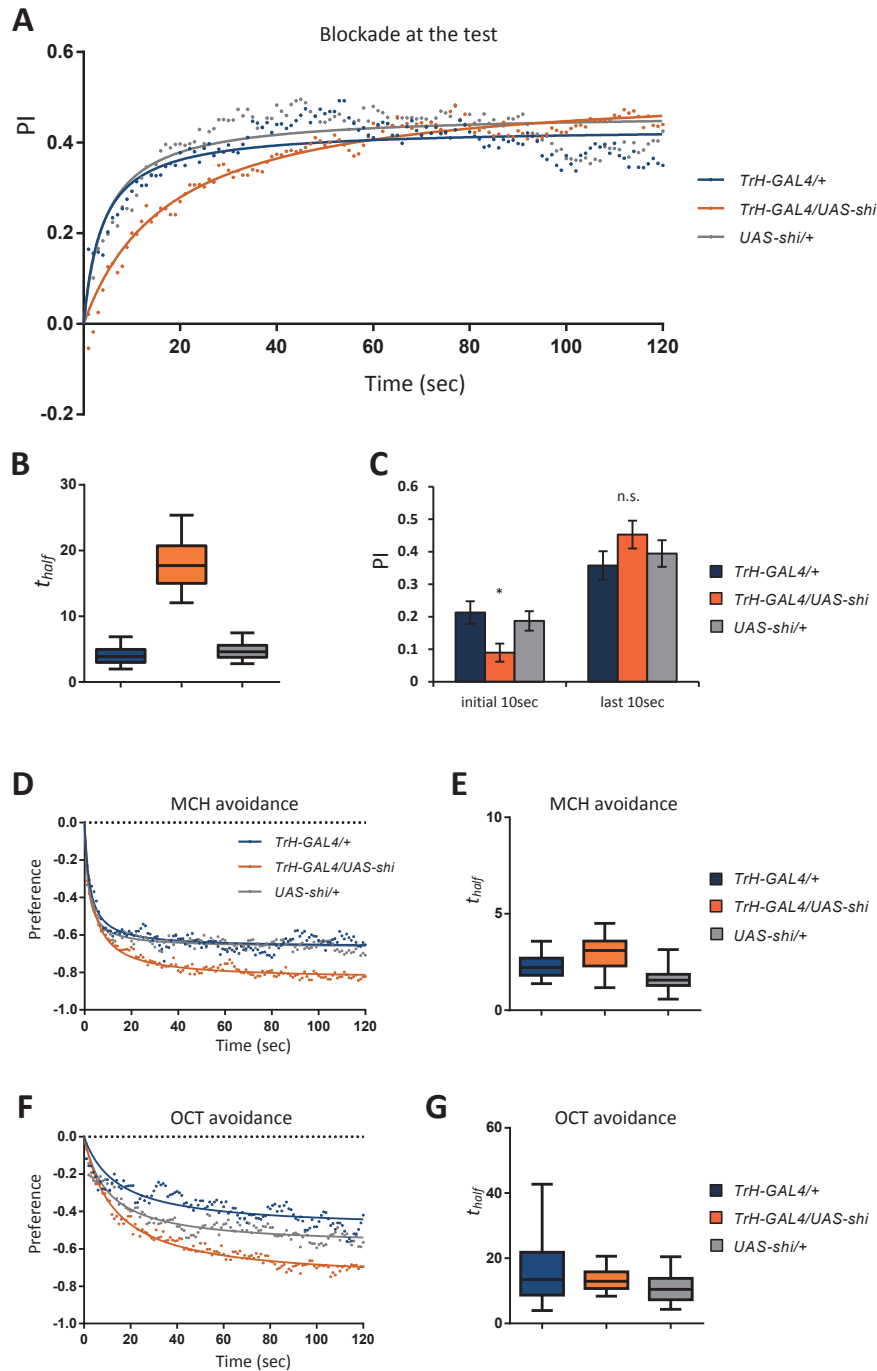 A
Blockade at the test
0.6
0.4
0.2
0.0
-0.2
PI
20 40 60 80 100 120
Time (sec)
TrH-GAL4/+
TrH-GAL4/UAS-shi
UAS-shi/+
B
30
20
10
0
t_half
C
0.6
0.5
0.4
0.3
0.2
0.1
0
PI
*
n.s.
initial 10sec last 10sec
TrH-GAL4/+
TrH-GAL4/UAS-shi
UAS-shi/+
D
MCH avoidance
0.0
-0.2
-0.4
-0.6
-0.8
-1.0
Preference
TrH-GAL4/+
TrH-GAL4/UAS-shi
UAS-shi/+
0 20 40 60 80 100 120
Time (sec)
E
MCH avoidance
10
5
0
t_half
TrH-GAL4/+
TrH-GAL4/UAS-shi
UAS-shi/+
F
OCT avoidance
0.0
-0.2
-0.4
-0.6
-0.8
-1.0
Preference
0 20 40 60 80 100 120
Time (sec)
G
OCT avoidance
60
40
20
0
t_half
TrH-GAL4/+
TrH-GAL4/UAS-shi
UAS-shi/+